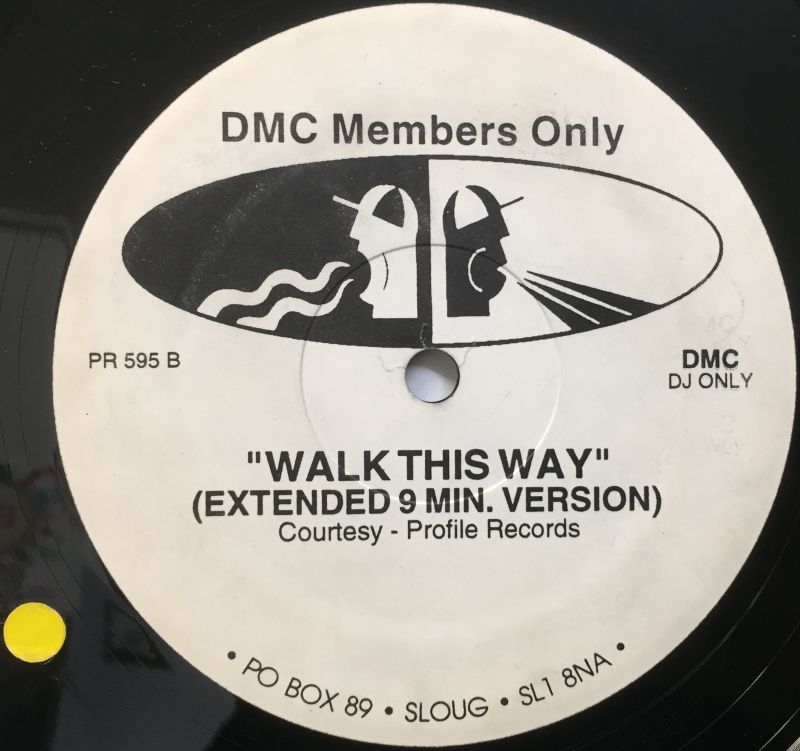 DMC Members Only
PR 595 B
DMC
DJ ONLY
"WALK THIS WAY"
(EXTENDED 9 MIN. VERSION)
Courtesy - Profile Records
• PO BOX 89 • SLOUG • SL1 8NA •